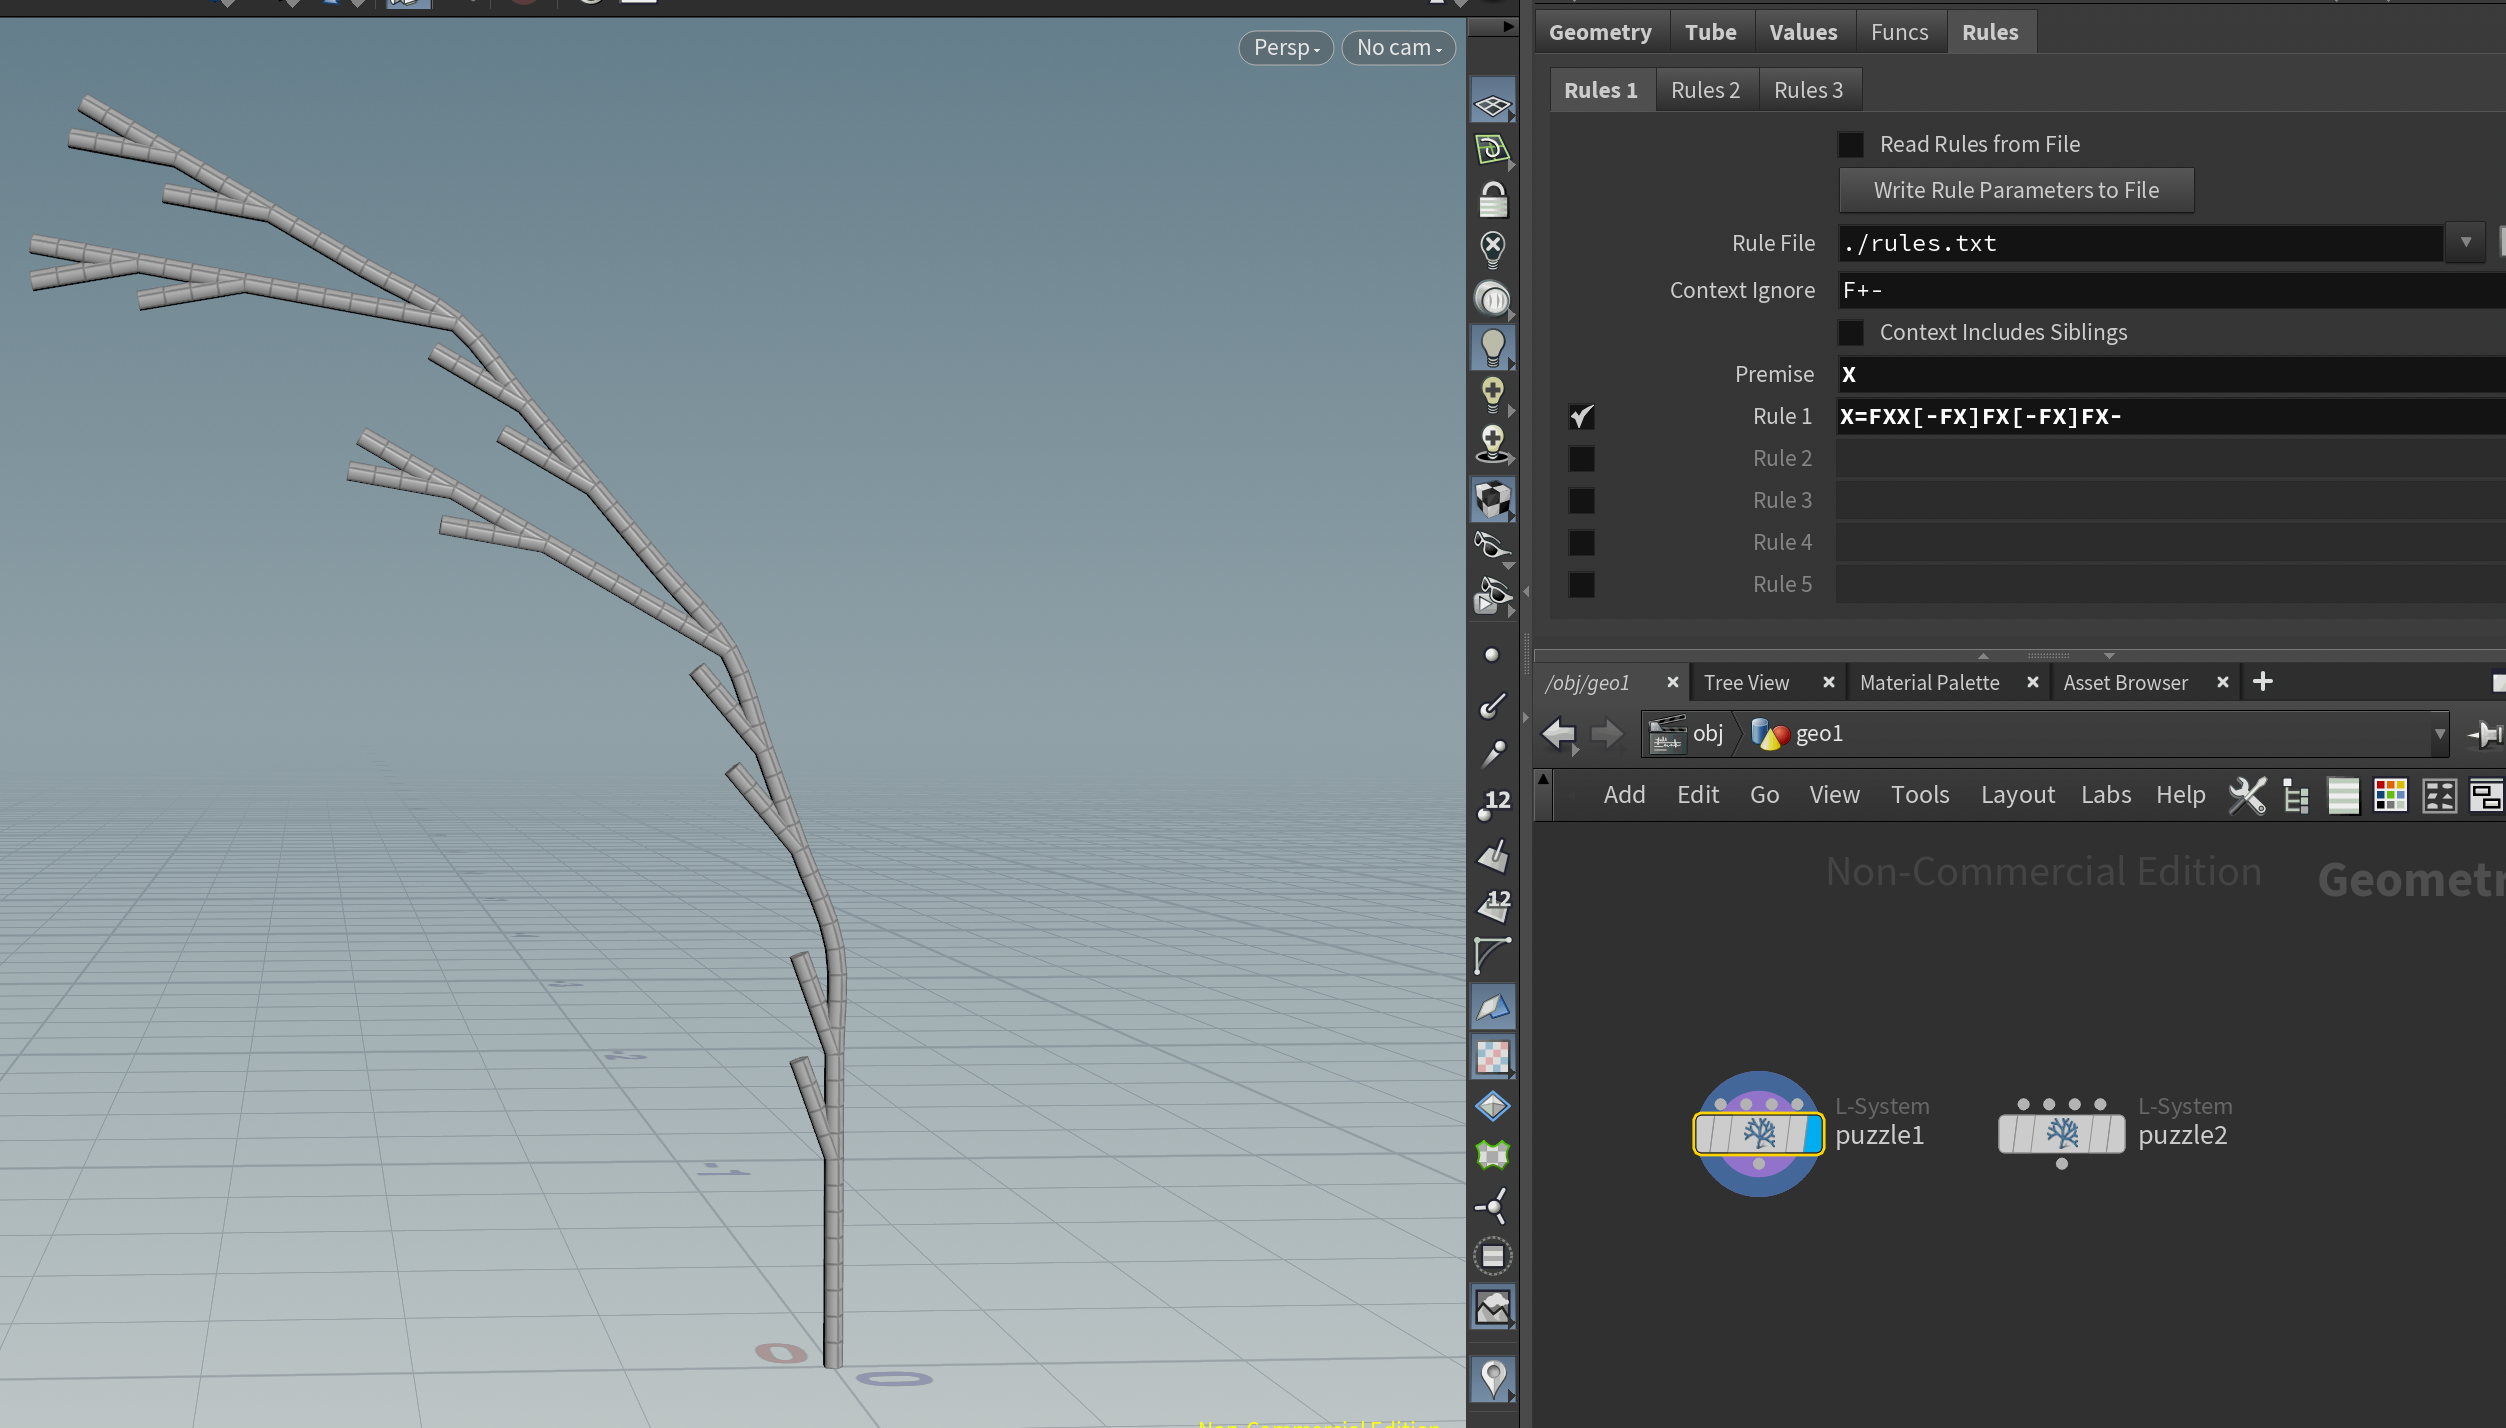 Persp
No cam
Geometry Tube Values Funcs Rules
Rules 1 Rules 2 Rules 3
Read Rules from File
Write Rule Parameters to File
Rule File ./rules.txt
Context Ignore F+-
Context Includes Siblings
Premise X
Rule 1 X=FXX[-FX]FX[-FX]FX-
Rule 2
Rule 3
Rule 4
Rule 5
/obj/geo1 Tree View Material Palette Asset Browser
obj geo1
Add Edit Go View Tools Layout Labs Help
Non-Commercial Edition
12
12
L-System
puzzle1
L-System
puzzle2
0
0